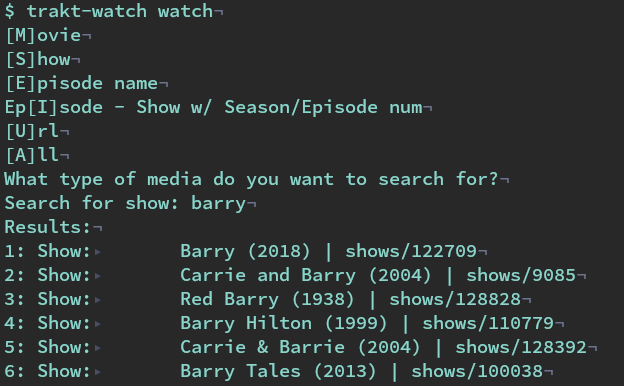 $ trakt-watch watch¬
[M]ovie¬
[S]how¬
[E]pisode name¬
Ep[I]sode - Show w/ Season/Episode num¬
[U]rl¬
[A]ll¬
What type of media do you want to search for?¬
Search for show: barry¬
Results:¬
1: Show:▸	Barry (2018) | shows/122709¬
2: Show:▸	Carrie and Barry (2004) | shows/9085¬
3: Show:▸	Red Barry (1938) | shows/128828¬
4: Show:▸	Barry Hilton (1999) | shows/110779¬
5: Show:▸	Carrie & Barrie (2004) | shows/128392¬
6: Show:▸	Barry Tales (2013) | shows/100038¬